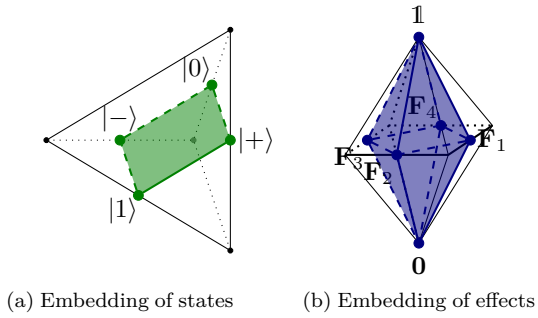 𝟙
|0⟩
|−⟩
|+⟩
|1⟩
F₄
F₁
F₃
F₂
0
(a) Embedding of states
(b) Embedding of effects